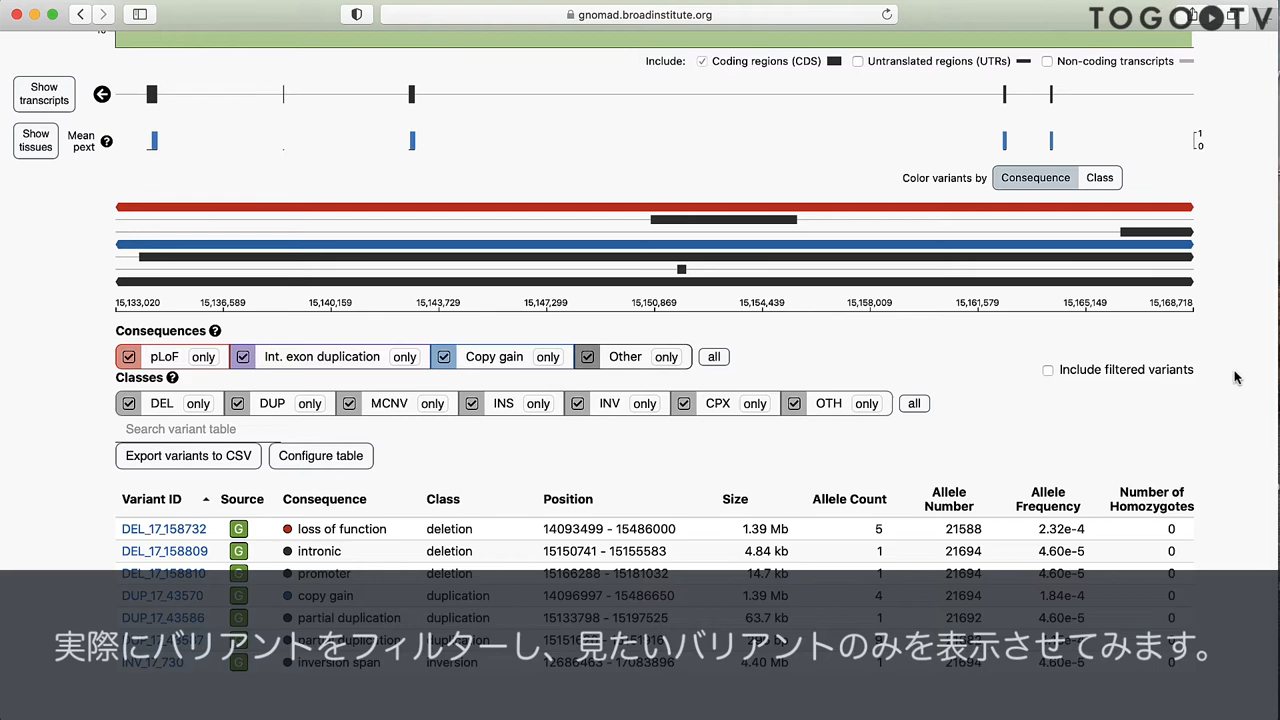 gnomad.broadinstitute.org
TOGO TV
Include: Coding regions (CDS) Untranslated regions (UTRs) Non-coding transcripts
Show transcripts
Show tissues
Mean pext
1
0
Color variants by Consequence Class
15,133,020 15,136,589 15,140,159 15,143,729 15,147,299 15,150,869 15,154,439 15,158,009 15,161,579 15,165,149 15,168,718
Consequences
pLoF only Int. exon duplication only Copy gain only Other only all
Include filtered variants
Classes
DEL only DUP only MCNV only INS only INV only CPX only OTH only all
Search variant table
Export variants to CSV Configure table
Variant ID Source Consequence Class Position Size Allele Count Allele Number Allele Frequency Number of Homozygotes
DEL_17_158732 G loss of function deletion 14093499 - 15486000 1.39 Mb 5 21588 2.32e-4 0
DEL_17_158809 G intronic deletion 15150741 - 15155583 4.84 kb 1 21694 4.60e-5 0
DEL_17_158810 G promoter deletion 15166288 - 15181032 14.7 kb 1 21694 4.60e-5 0
DUP_17_43570 G copy gain duplication 14096997 - 15486650 1.39 Mb 4 21694 1.84e-4 0
DUP_17_43586 G partial duplication duplication 15133798 - 15197525 63.7 kb 1 21692 4.60e-5 0
INV_17_730 inversion span inversion 12686463 - 17083896 4.40 Mb 1 21694 4.60e-5 0
実際にバリアントをフィルターし、見たいバリアントのみを表示させてみます。